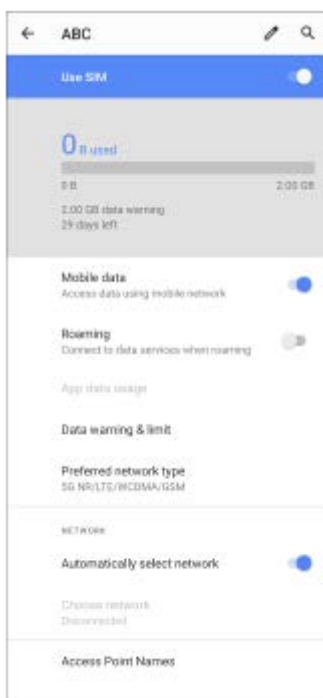 ABC
Use SIM
0 B used
0 B 2.00 GB
2.00 GB data warning
29 days left
Mobile data
Access data using mobile network
Roaming
Connect to data services when roaming
App data usage
Data warning & limit
Preferred network type
5G NR/LTE/WCDMA/GSM
NETWORK
Automatically select network
Choose network
Disconnected
Access Point Names